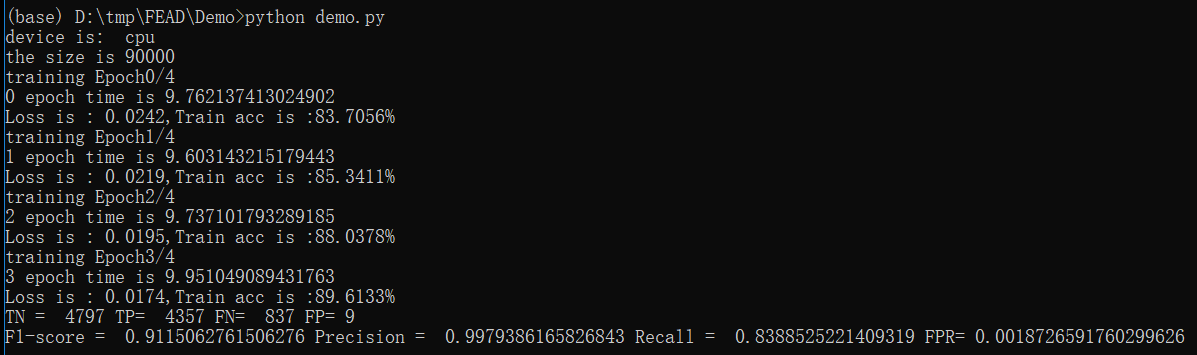 (base) D:\tmp\FEAD\Demo>python demo.py
device is:  cpu
the size is 90000
training Epoch0/4
0 epoch time is 9.762137413024902
Loss is : 0.0242,Train acc is :83.7056%
training Epoch1/4
1 epoch time is 9.603143215179443
Loss is : 0.0219,Train acc is :85.3411%
training Epoch2/4
2 epoch time is 9.737101793289185
Loss is : 0.0195,Train acc is :88.0378%
training Epoch3/4
3 epoch time is 9.951049089431763
Loss is : 0.0174,Train acc is :89.6133%
TN =  4797 TP=  4357 FN=  837 FP= 9
F1-score =  0.9115062761506276 Precision =  0.9979386165826843 Recall =  0.8388525221409319 FPR= 0.0018726591760299626